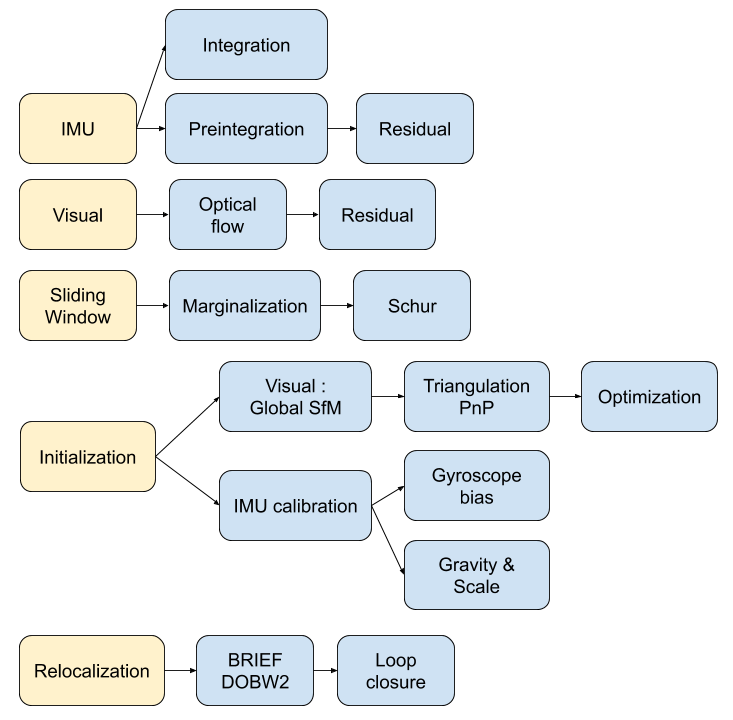 Integration
IMU
Preintegration
Residual
Visual
Optical
flow
Residual
Sliding
Window
Marginalization
Schur
Visual :
Global SfM
Triangulation
PnP
Optimization
Initialization
IMU calibration
Gyroscope
bias
Gravity &
Scale
Relocalization
BRIEF
DOBW2
Loop
closure